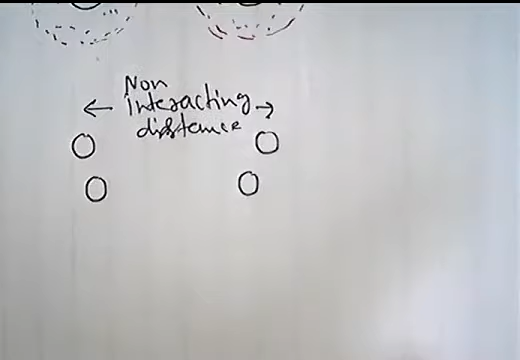 Non
← interacting →
distance